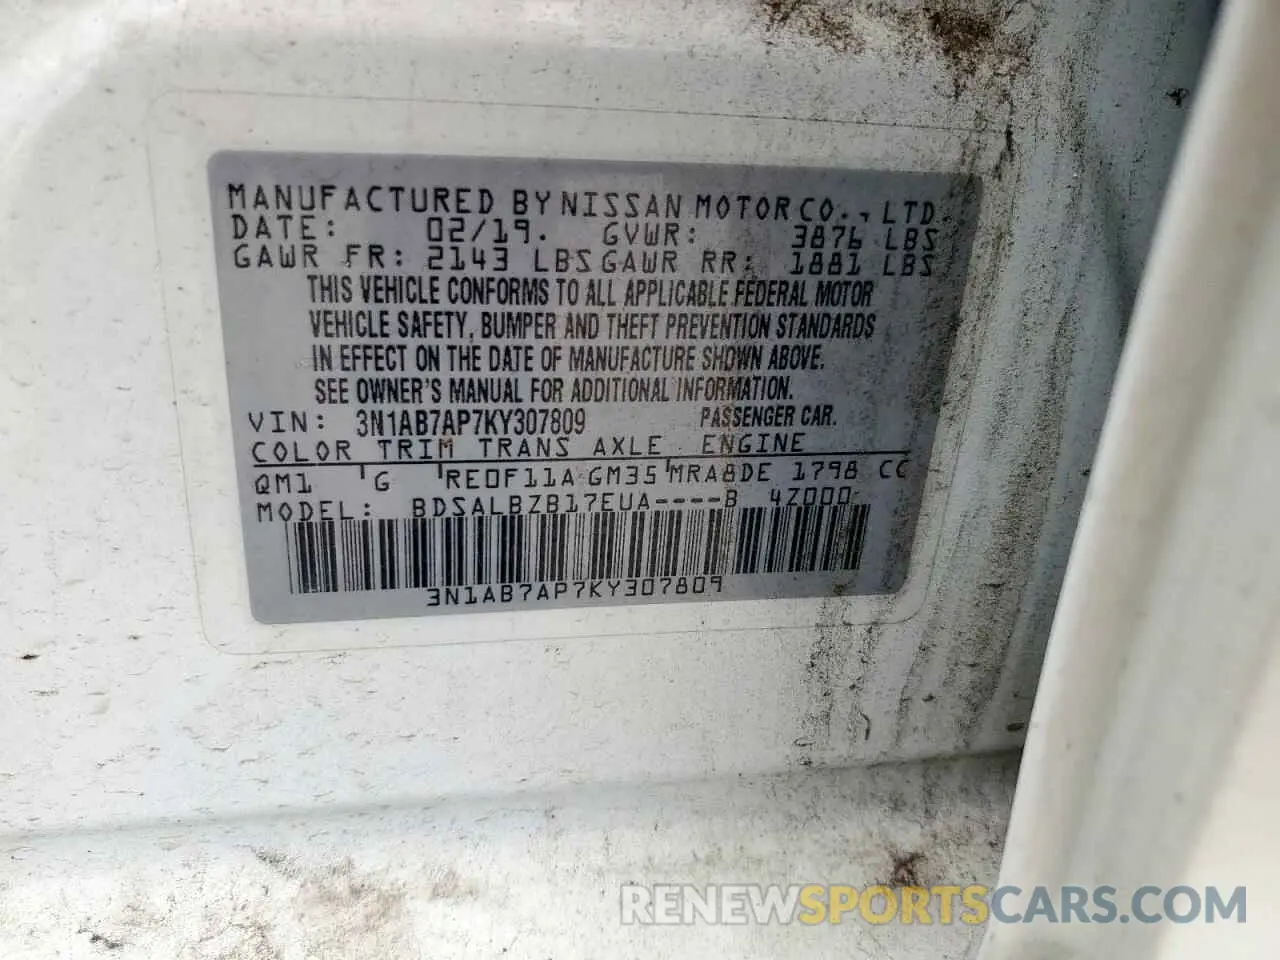 MANUFACTURED BY NISSAN MOTOR CO., LTD.
DATE: 02/19. GVWR: 3876 LBS
GAWR FR: 2143 LBS GAWR RR: 1881 LBS
THIS VEHICLE CONFORMS TO ALL APPLICABLE FEDERAL MOTOR
VEHICLE SAFETY, BUMPER AND THEFT PREVENTION STANDARDS
IN EFFECT ON THE DATE OF MANUFACTURE SHOWN ABOVE.
SEE OWNER'S MANUAL FOR ADDITIONAL INFORMATION.
VIN: 3N1AB7AP7KY307809 PASSENGER CAR.
COLOR TRIM TRANS AXLE ENGINE
QM1 G RE0F11A GM35 MRA8DE 1798 CC
MODEL: BDSALBZB17EUA----B 4Z000
3N1AB7AP7KY307809
RENEWSPORTSCARS.COM